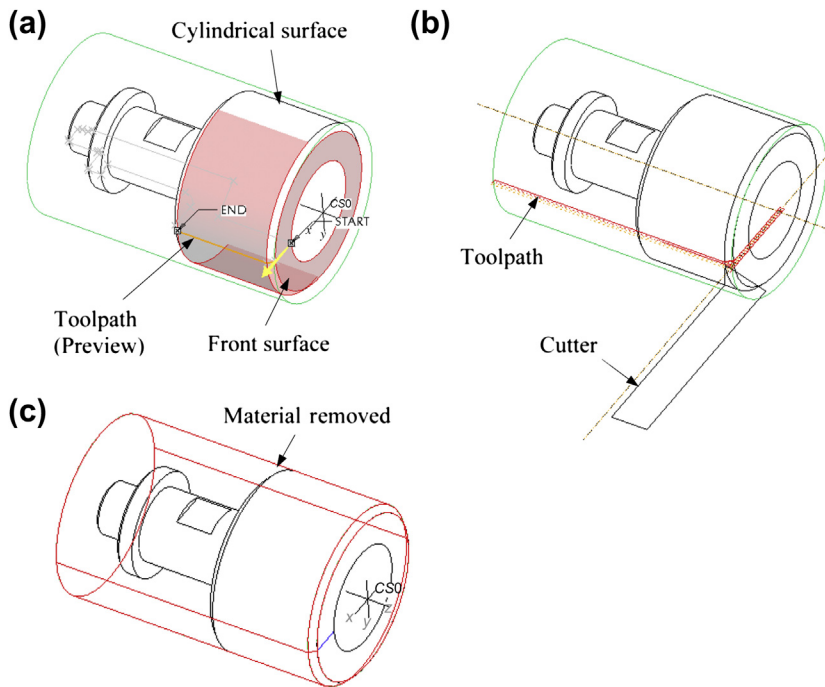 (a)
Cylindrical surface
END
CS0
START
x
y
Toolpath
(Preview)
Front surface
(b)
Toolpath
Cutter
(c)
Material removed
CS0
x
y
z